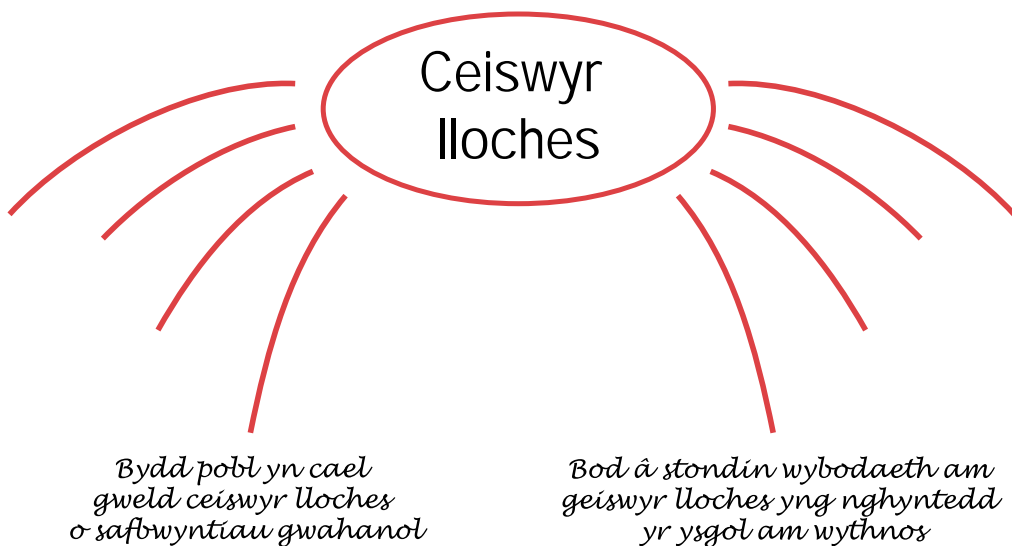 Ceiswyr
lloches
Bydd pobl yn cael
gweld ceiswyr lloches
o safbwyntiau gwahanol
Bod â stondin wybodaeth am
geiswyr lloches yng nghyntedd
yr ysgol am wythnos